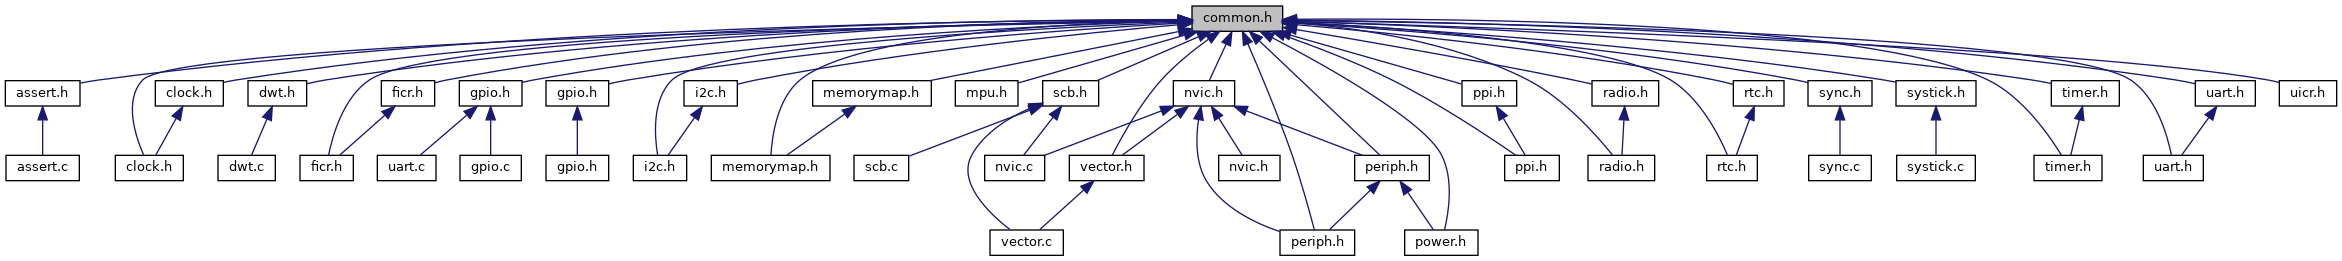 common.h
assert.h
clock.h
dwt.h
ficr.h
gpio.h
gpio.h
i2c.h
memorymap.h
mpu.h
scb.h
nvic.h
ppi.h
radio.h
rtc.h
sync.h
systick.h
timer.h
uart.h
uicr.h
assert.c
clock.h
dwt.c
ficr.h
uart.c
gpio.c
gpio.h
i2c.h
memorymap.h
scb.c
nvic.c
vector.h
nvic.h
periph.h
ppi.h
radio.h
rtc.h
sync.c
systick.c
timer.h
uart.h
vector.c
periph.h
power.h